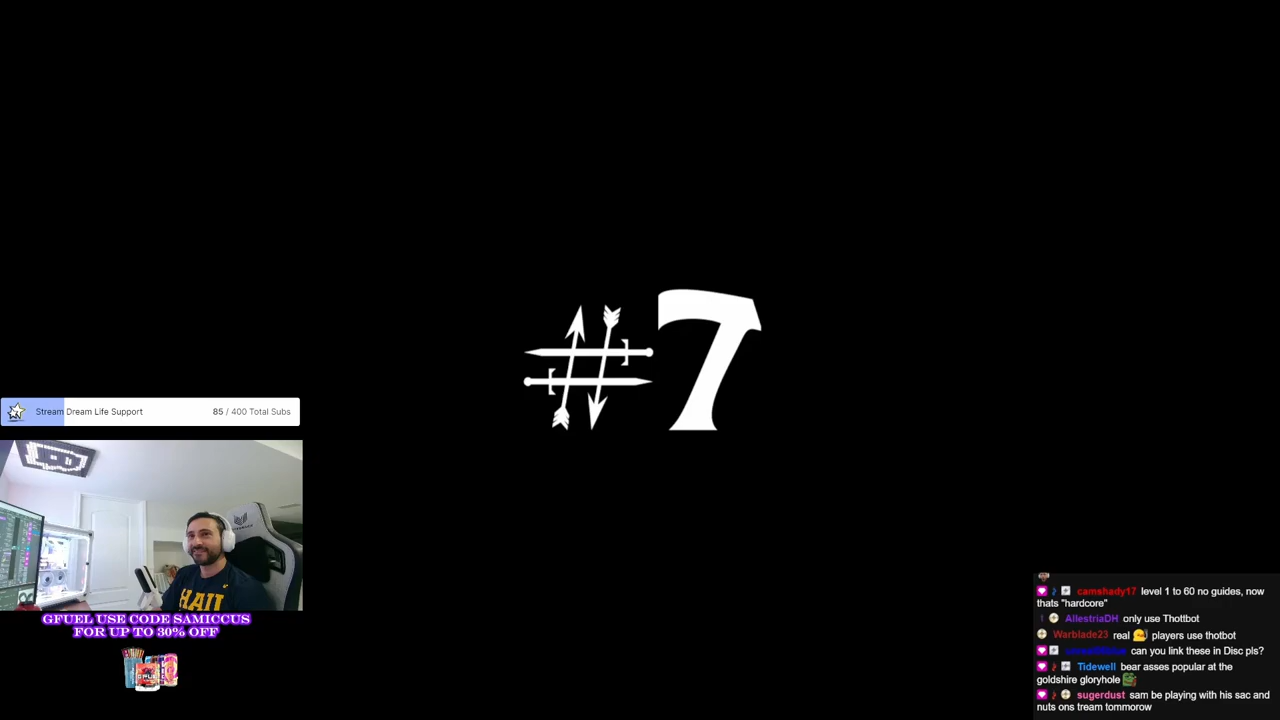 #7
Stream Dream Life Support 85 / 400 Total Subs
HAIL
GFUEL USE CODE SAMICCUS
FOR UP TO 30% OFF
camshady17 level 1 to 60 no guides, now
thats "hardcore"
AllestriaDH only use Thottbot
Warblade23 real players use thotbot
can you link these in Disc pls?
Tidewell bear asses popular at the
goldshire gloryhole
sugerdust sam be playing with his sac and
nuts ons tream tommorow